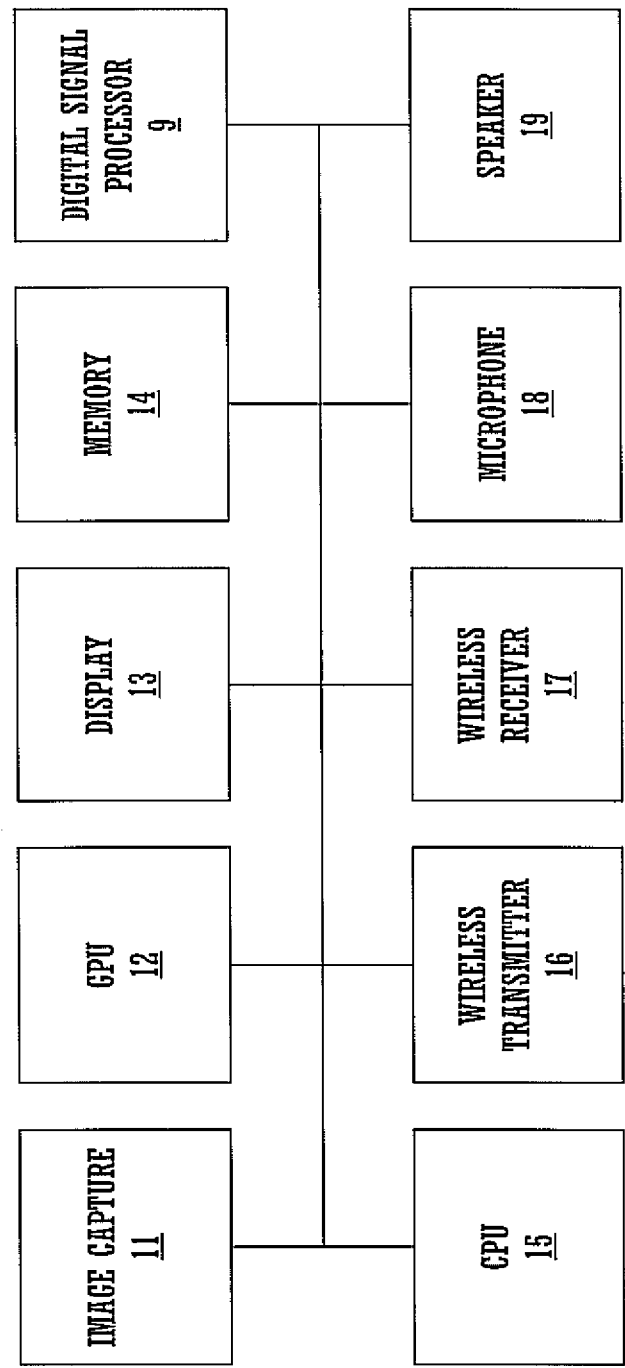 IMAGE CAPTURE
11
GPU
12
DISPLAY
13
MEMORY
14
DIGITAL SIGNAL
PROCESSOR
9
CPU
15
WIRELESS
TRANSMITTER
16
WIRELESS
RECEIVER
17
MICROPHONE
18
SPEAKER
19